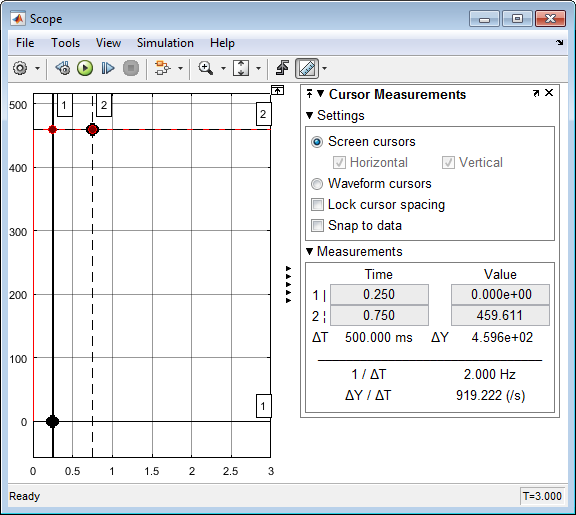 Scope
File Tools View Simulation Help
500
400
300
200
100
0
1 2
2
1
0 0.5 1 1.5 2 2.5 3
Cursor Measurements
Settings
Screen cursors
Horizontal Vertical
Waveform cursors
Lock cursor spacing
Snap to data
Measurements
Time Value
1 | 0.250 0.000e+00
2 ¦ 0.750 459.611
ΔT 500.000 ms ΔY 4.596e+02
1 / ΔT 2.000 Hz
ΔY / ΔT 919.222 (/s)
Ready T=3.000